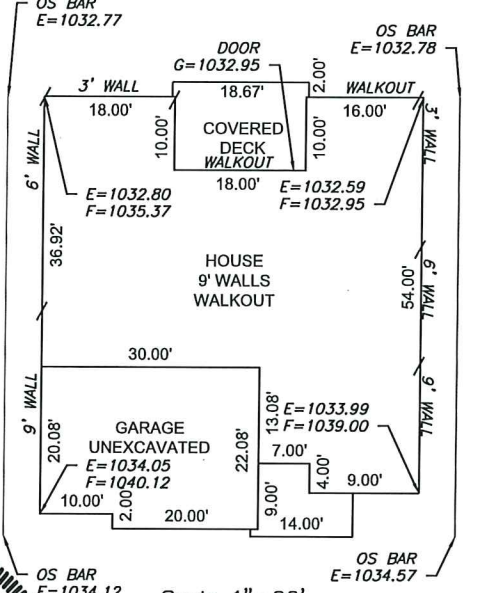 OS BAR
E=1032.77
OS BAR
E=1032.78
DOOR
G=1032.95
2.00'
3' WALL
18.67'
WALKOUT
18.00'
16.00'
10.00'
COVERED
DECK
WALKOUT
10.00'
3' WALL
18.00'
6' WALL
E=1032.80
F=1035.37
E=1032.59
F=1032.95
36.92'
HOUSE
9' WALLS
WALKOUT
54.00'
6' WALL
30.00'
9' WALL
20.08'
GARAGE
UNEXCAVATED
E=1034.05
F=1040.12
22.08'
13.08'
E=1033.99
F=1039.00
9' WALL
7.00'
4.00'
9.00'
10.00'
2.00'
20.00'
9.00'
14.00'
OS BAR
E=1034.12
OS BAR
E=1034.57